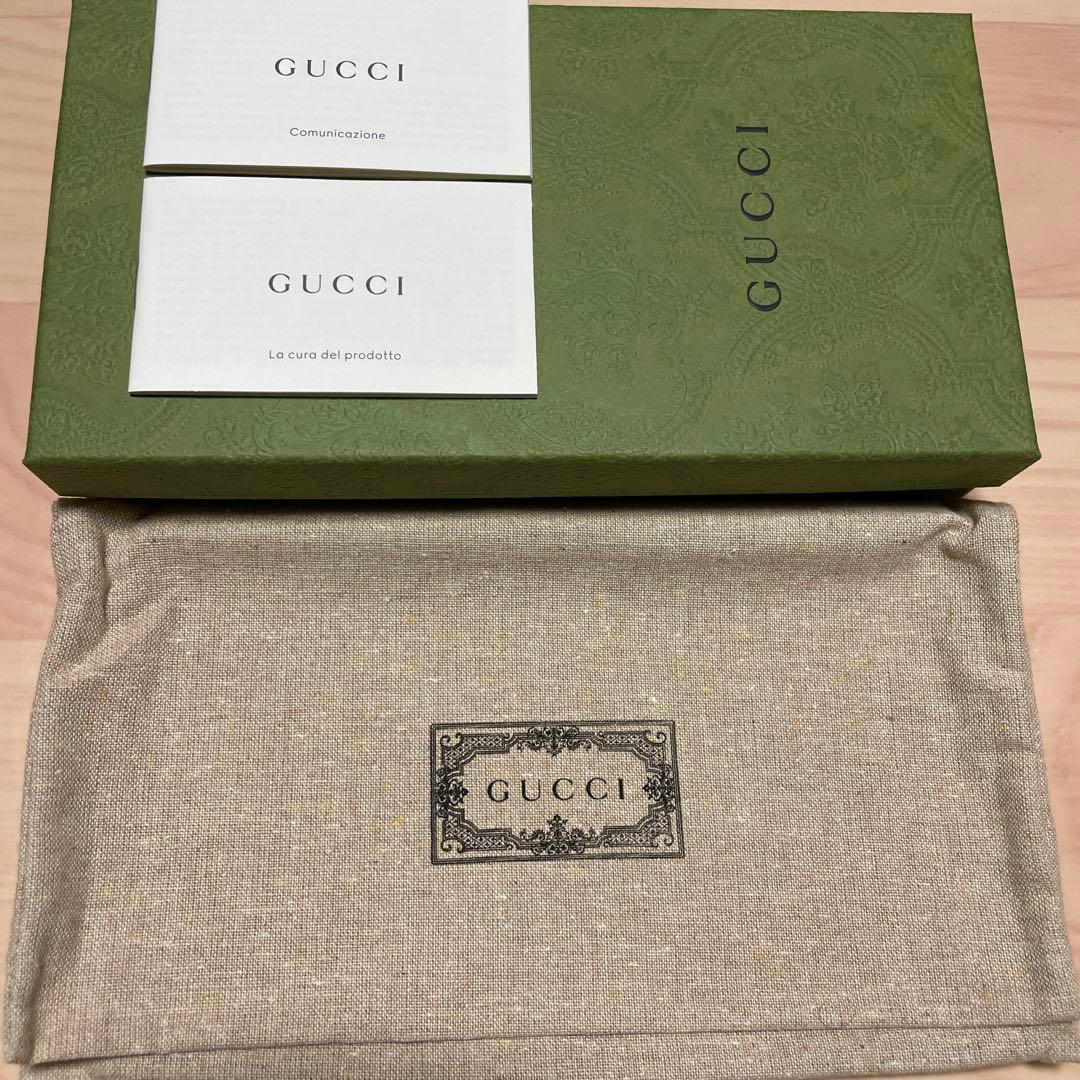 GUCCI
Comunicazione
GUCCI
La cura del prodotto
GUCCI
GUCCI